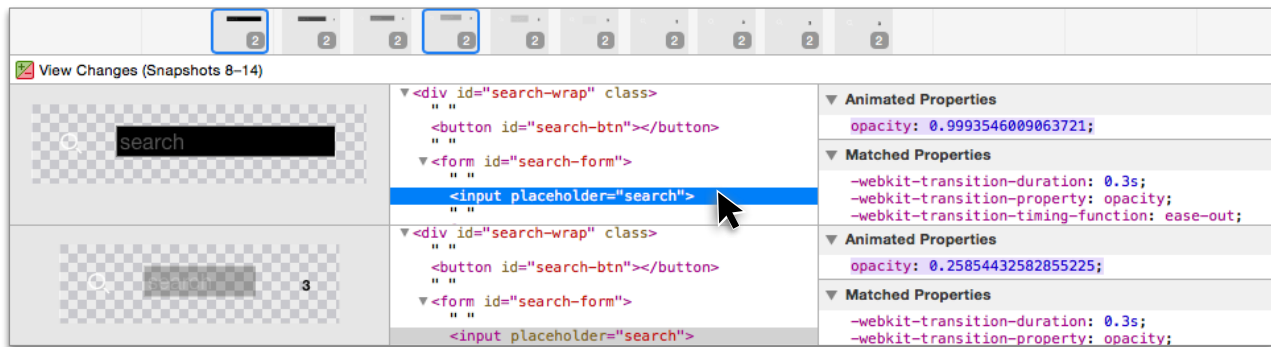 2 2 2 2 2 2 2 2 2 2
View Changes (Snapshots 8–14)
search
▼<div id="search-wrap" class>
" "
<button id="search-btn"></button>
" "
▼<form id="search-form">
" "
<input placeholder="search">
" "
▼ Animated Properties
opacity: 0.9993546009063721;
▼ Matched Properties
-webkit-transition-duration: 0.3s;
-webkit-transition-property: opacity;
-webkit-transition-timing-function: ease-out;
search 3
▼<div id="search-wrap" class>
" "
<button id="search-btn"></button>
" "
▼<form id="search-form">
" "
<input placeholder="search">
▼ Animated Properties
opacity: 0.25854432582855225;
▼ Matched Properties
-webkit-transition-duration: 0.3s;
-webkit-transition-property: opacity;